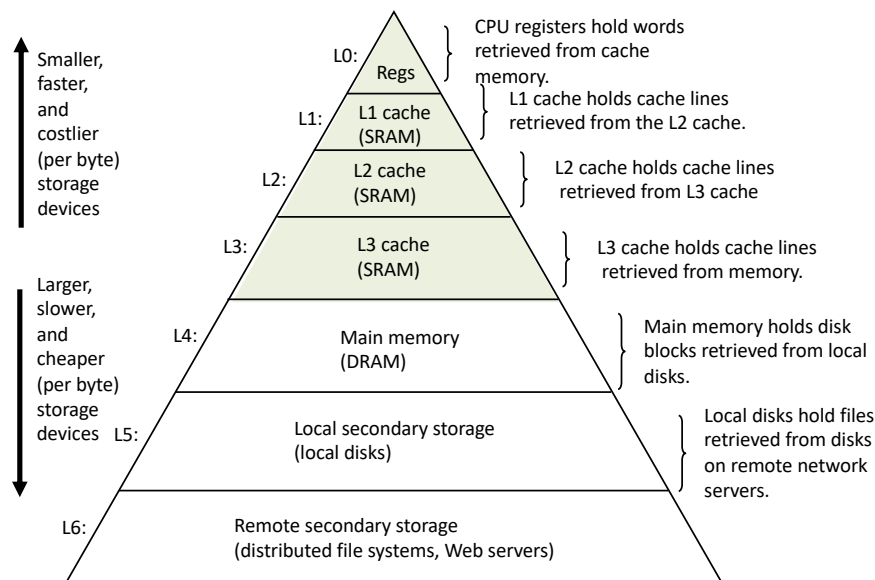 Smaller,
faster,
and
costlier
(per byte)
storage
devices
Larger,
slower,
and
cheaper
(per byte)
storage
devices
L0:
Regs
CPU registers hold words
retrieved from cache
memory.
L1:
L1 cache
(SRAM)
L1 cache holds cache lines
retrieved from the L2 cache.
L2:
L2 cache
(SRAM)
L2 cache holds cache lines
retrieved from L3 cache
L3:
L3 cache
(SRAM)
L3 cache holds cache lines
retrieved from memory.
L4:
Main memory
(DRAM)
Main memory holds disk
blocks retrieved from local
disks.
L5:
Local secondary storage
(local disks)
Local disks hold files
retrieved from disks
on remote network
servers.
L6:
Remote secondary storage
(distributed file systems, Web servers)